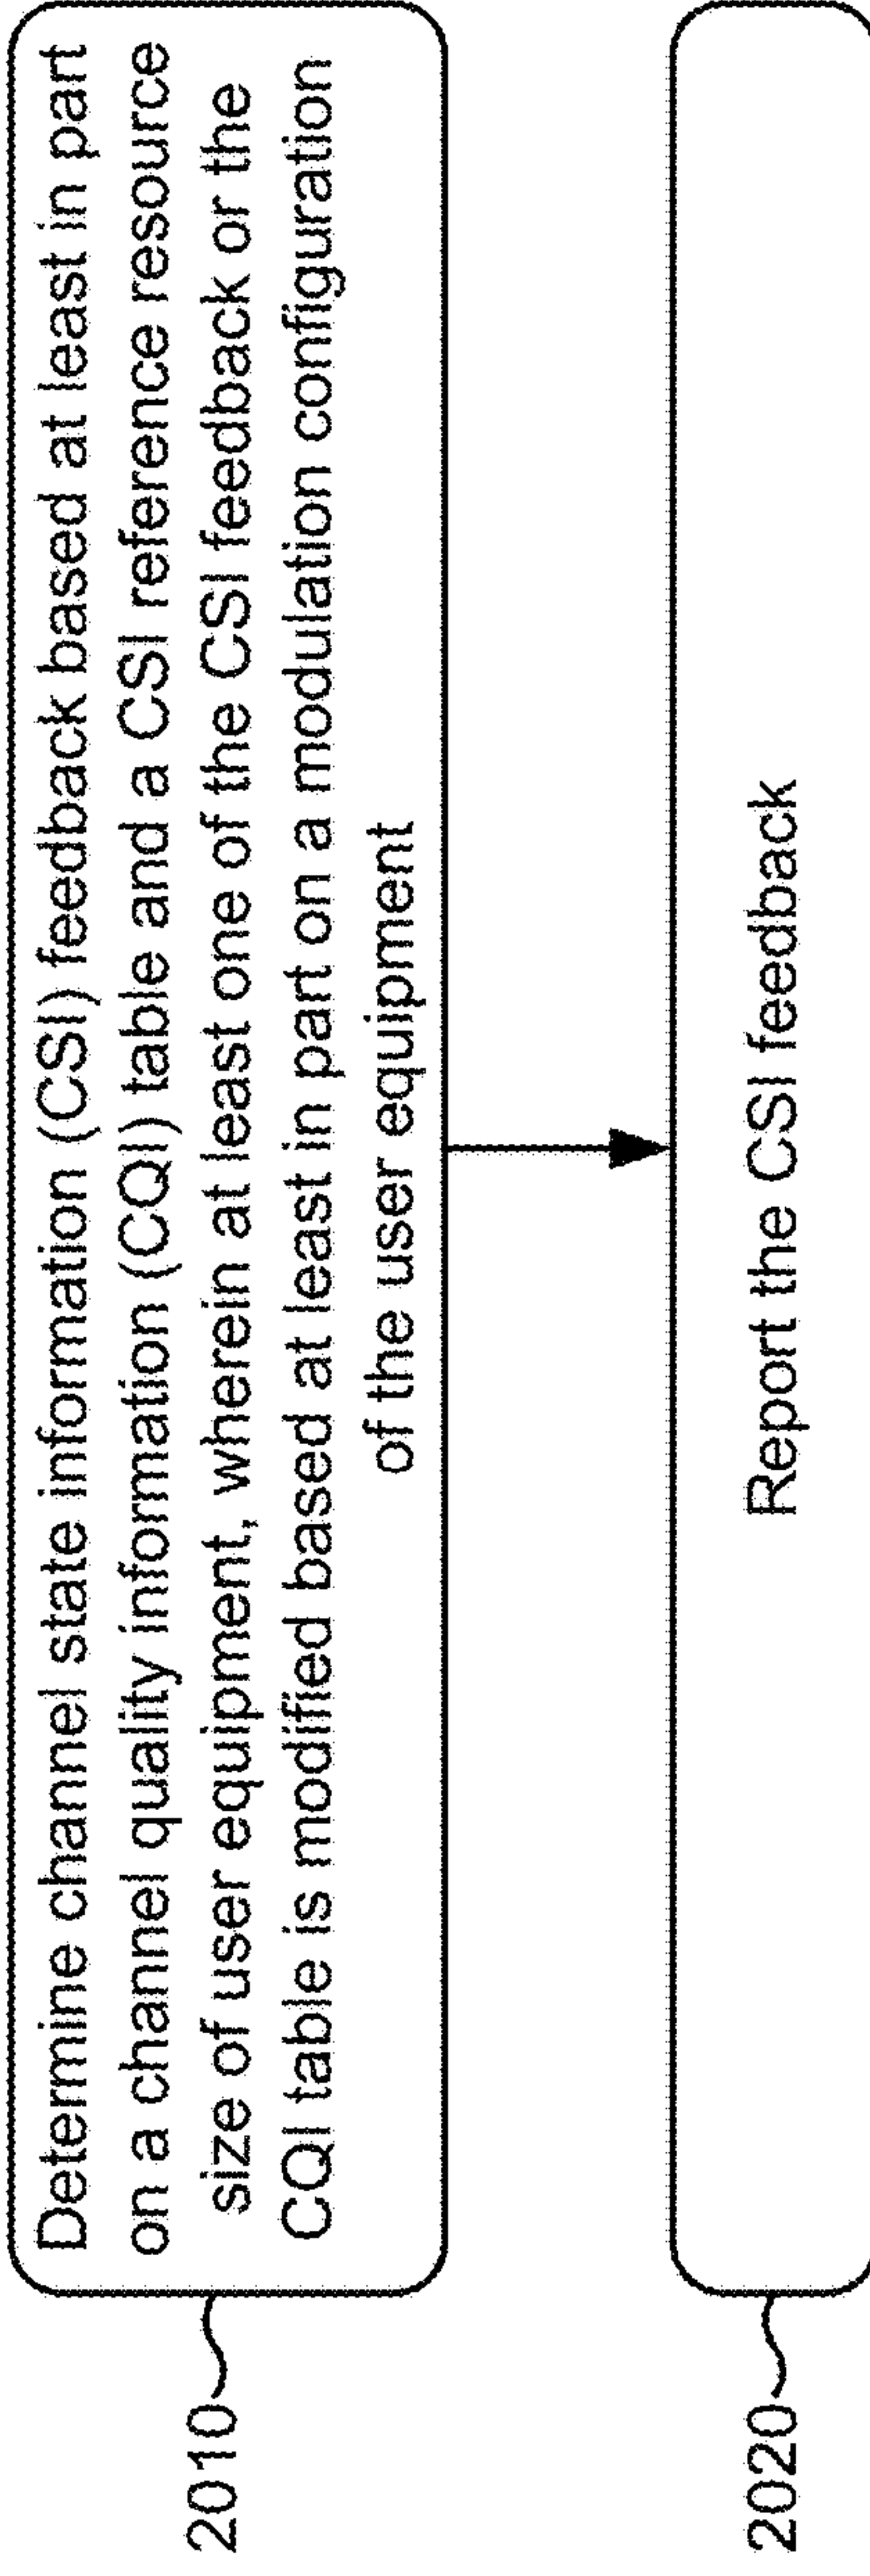 2010
Determine channel state information (CSI) feedback based at least in part
on a channel quality information (CQI) table and a CSI reference resource
size of user equipment, wherein at least one of the CSI feedback or the
CQI table is modified based at least in part on a modulation configuration
of the user equipment
2020
Report the CSI feedback